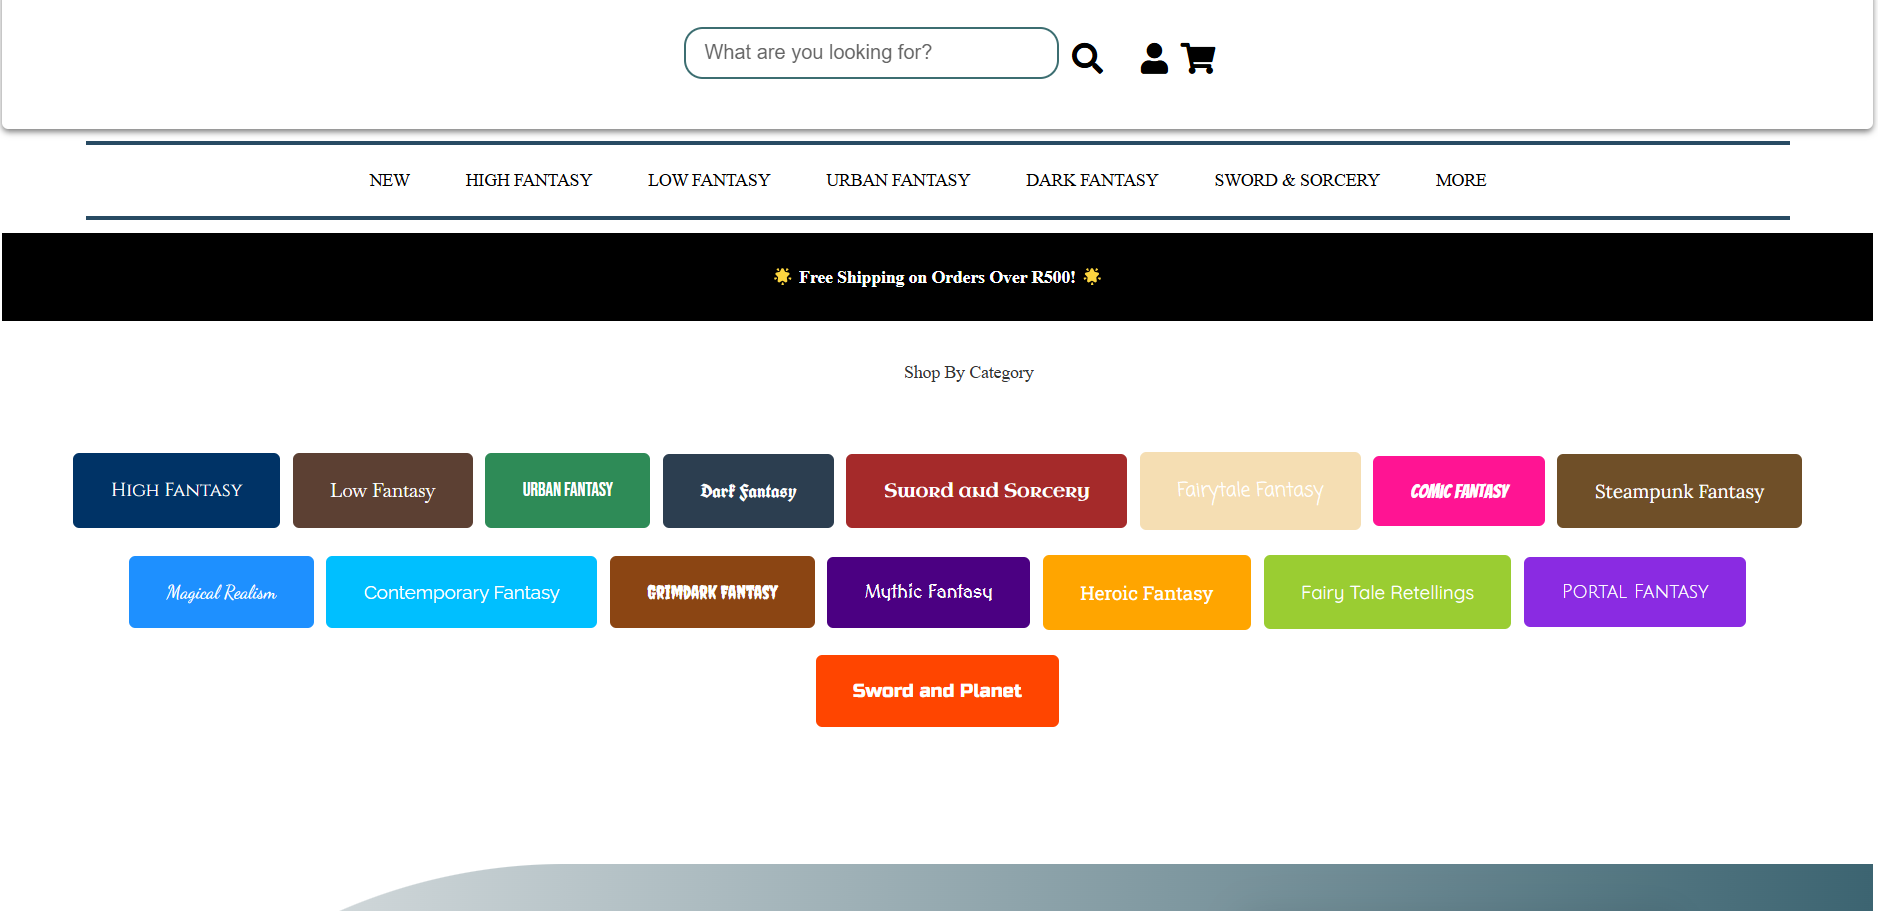 What are you looking for?
NEW HIGH FANTASY LOW FANTASY URBAN FANTASY DARK FANTASY SWORD & SORCERY MORE
🌟 Free Shipping on Orders Over R500! 🌟
Shop By Category
High Fantasy Low Fantasy URBAN FANTASY Dark Fantasy Sword and Sorcery Fairytale Fantasy COMIC FANTASY Steampunk Fantasy
Magical Realism Contemporary Fantasy GRIMDARK FANTASY Mythic Fantasy Heroic Fantasy Fairy Tale Retellings Portal Fantasy
Sword and Planet